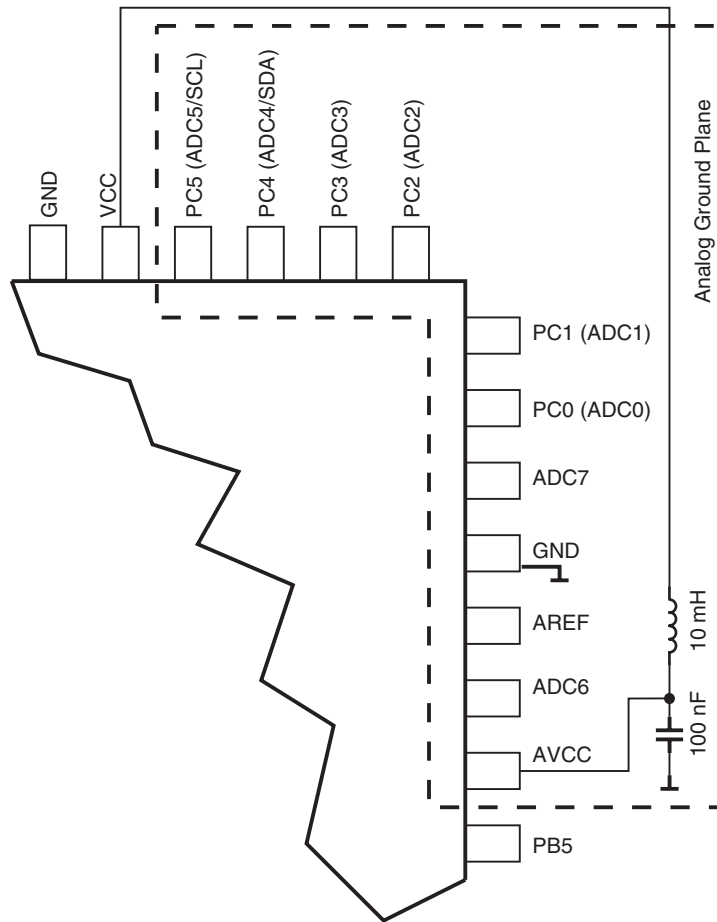 GND
VCC
PC5 (ADC5/SCL)
PC4 (ADC4/SDA)
PC3 (ADC3)
PC2 (ADC2)
Analog Ground Plane
PC1 (ADC1)
PC0 (ADC0)
ADC7
GND
AREF
10 mH
ADC6
100 nF
AVCC
PB5